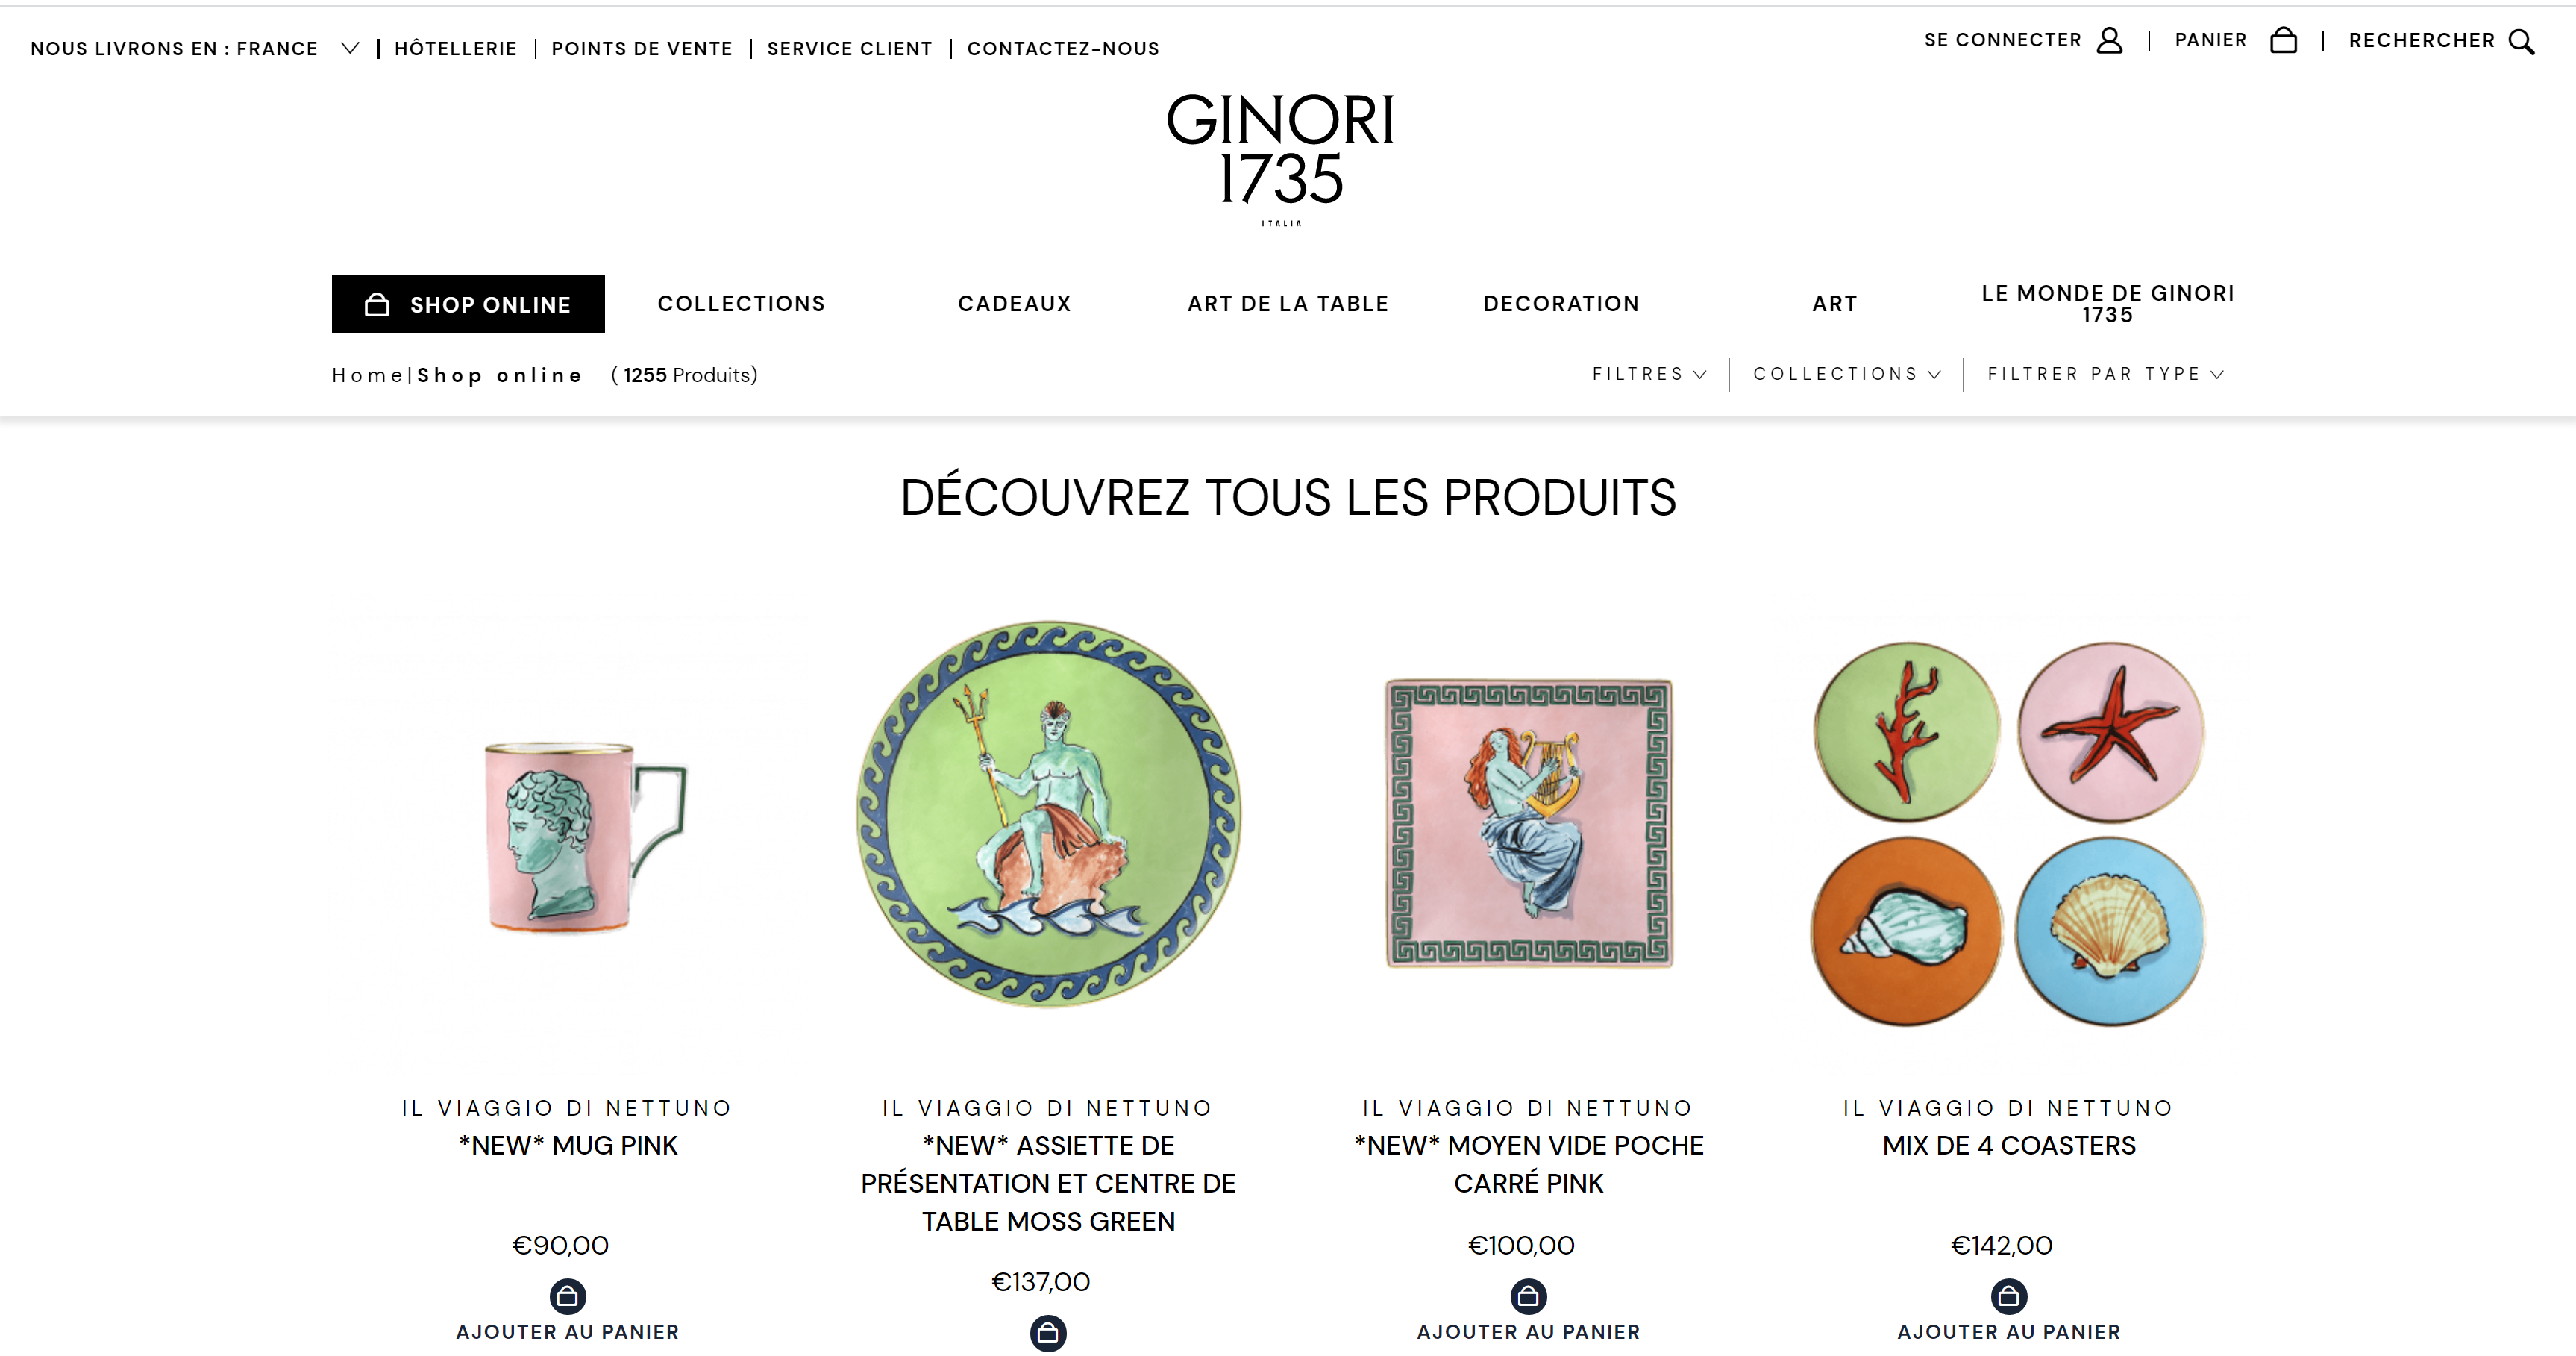 NOUS LIVRONS EN : FRANCE | HÔTELLERIE | POINTS DE VENTE | SERVICE CLIENT | CONTACTEZ-NOUS
SE CONNECTER | PANIER | RECHERCHER
GINORI
1735
ITALIA
SHOP ONLINE
COLLECTIONS
CADEAUX
ART DE LA TABLE
DECORATION
ART
LE MONDE DE GINORI
1735
Home|Shop online ( 1255 Produits)
FILTRES
COLLECTIONS
FILTRER PAR TYPE
DÉCOUVREZ TOUS LES PRODUITS
IL VIAGGIO DI NETTUNO
*NEW* MUG PINK
€90,00
AJOUTER AU PANIER
IL VIAGGIO DI NETTUNO
*NEW* ASSIETTE DE
PRÉSENTATION ET CENTRE DE
TABLE MOSS GREEN
€137,00
IL VIAGGIO DI NETTUNO
*NEW* MOYEN VIDE POCHE
CARRÉ PINK
€100,00
AJOUTER AU PANIER
IL VIAGGIO DI NETTUNO
MIX DE 4 COASTERS
€142,00
AJOUTER AU PANIER